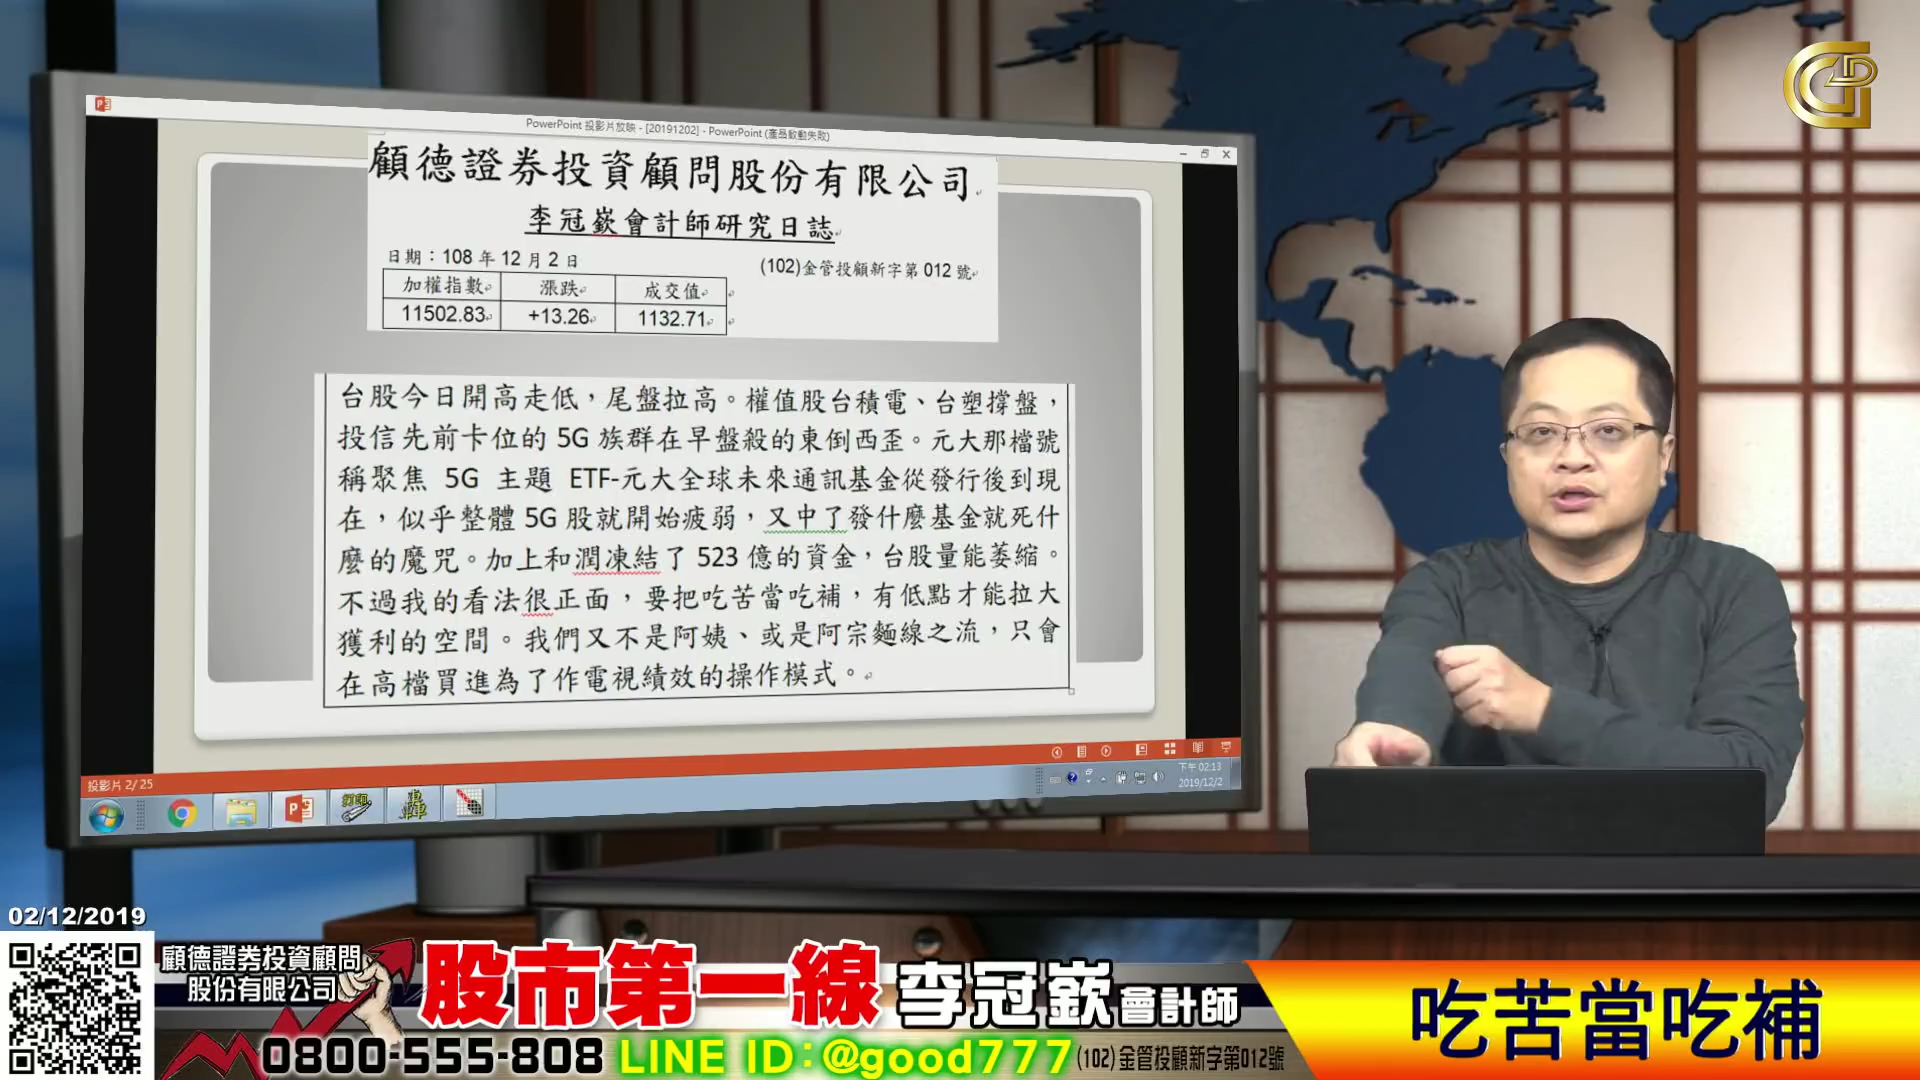 PowerPoint 投影片放映 - [20191202] - PowerPoint (產品啟動失敗)
顧德證券投資顧問股份有限公司
李冠嶔會計師研究日誌
日期：108 年 12 月 2 日
(102)金管投顧新字第 012 號
加權指數 漲跌 成交值
11502.83 +13.26 1132.71
台股今日開高走低，尾盤拉高。權值股台積電、台塑撐盤，
投信先前卡位的 5G 族群在早盤殺的東倒西歪。元大那檔號
稱聚焦 5G 主題 ETF-元大全球未來通訊基金從發行後到現
在，似乎整體 5G 股就開始疲弱，又中了發什麼基金就死什
麼的魔咒。加上和潤凍結了 523 億的資金，台股量能萎縮。
不過我的看法很正面，要把吃苦當吃補，有低點才能拉大
獲利的空間。我們又不是阿姨、或是阿宗麵線之流，只會
在高檔買進為了作電視績效的操作模式。
投影片 2/25
下午 02:13
2019/12/2
02/12/2019
顧德證券投資顧問
股份有限公司
股市第一線 李冠嶔 會計師
0800-555-808 LINE ID:@good777 (102)金管投顧新字第012號
吃苦當吃補